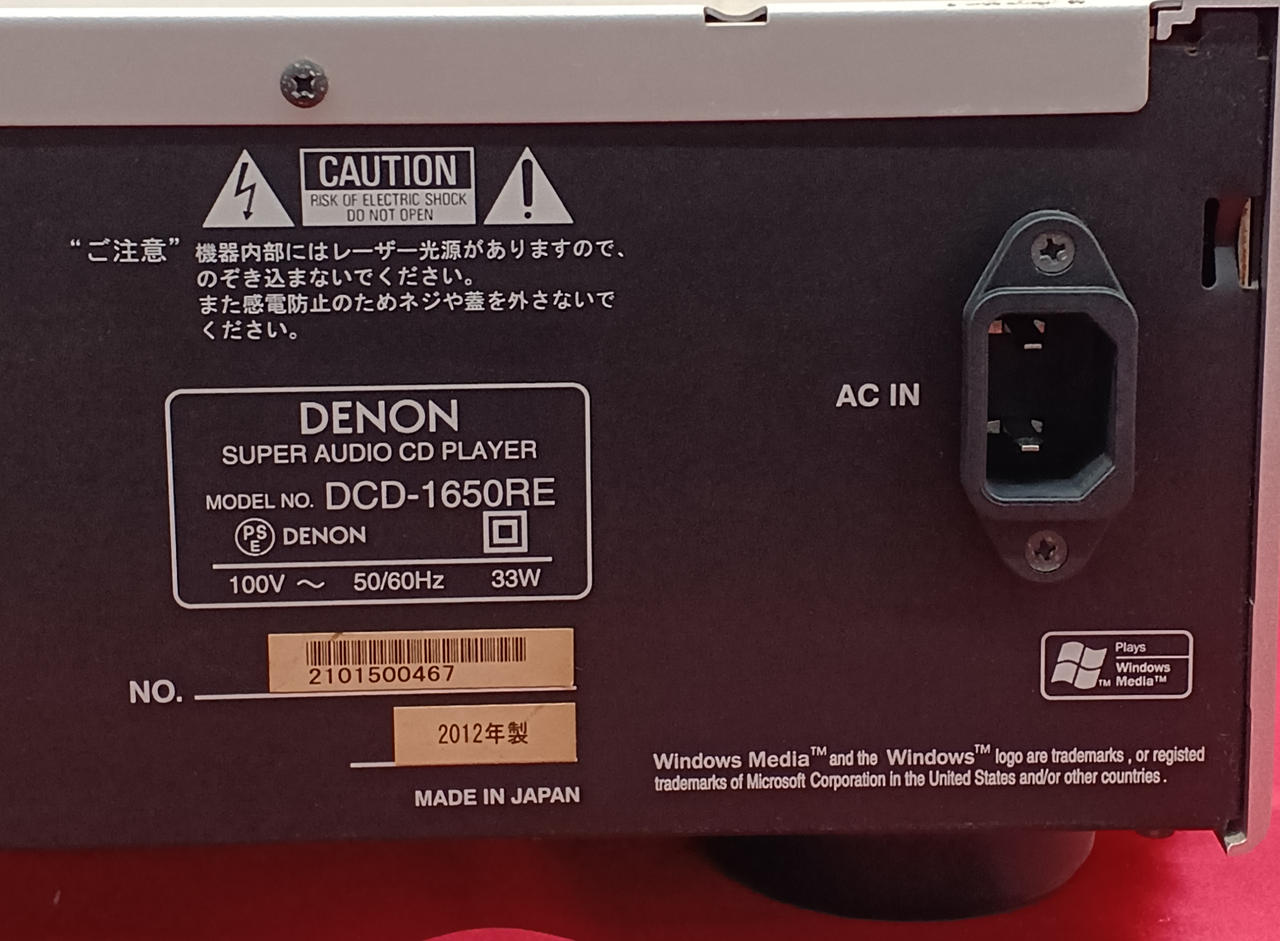 CAUTION
RISK OF ELECTRIC SHOCK
DO NOT OPEN
“ご注意” 機器内部にはレーザー光源がありますので、
のぞき込まないでください。
また感電防止のためネジや蓋を外さないで
ください。
AC IN
DENON
SUPER AUDIO CD PLAYER
MODEL NO. DCD-1650RE
PSE DENON
100V ～ 50/60Hz 33W
NO. 2101500467
2012年製
MADE IN JAPAN
Plays
Windows
Media™
Windows Media™ and the Windows™ logo are trademarks , or registed
trademarks of Microsoft Corporation in the United States and/or other countries .